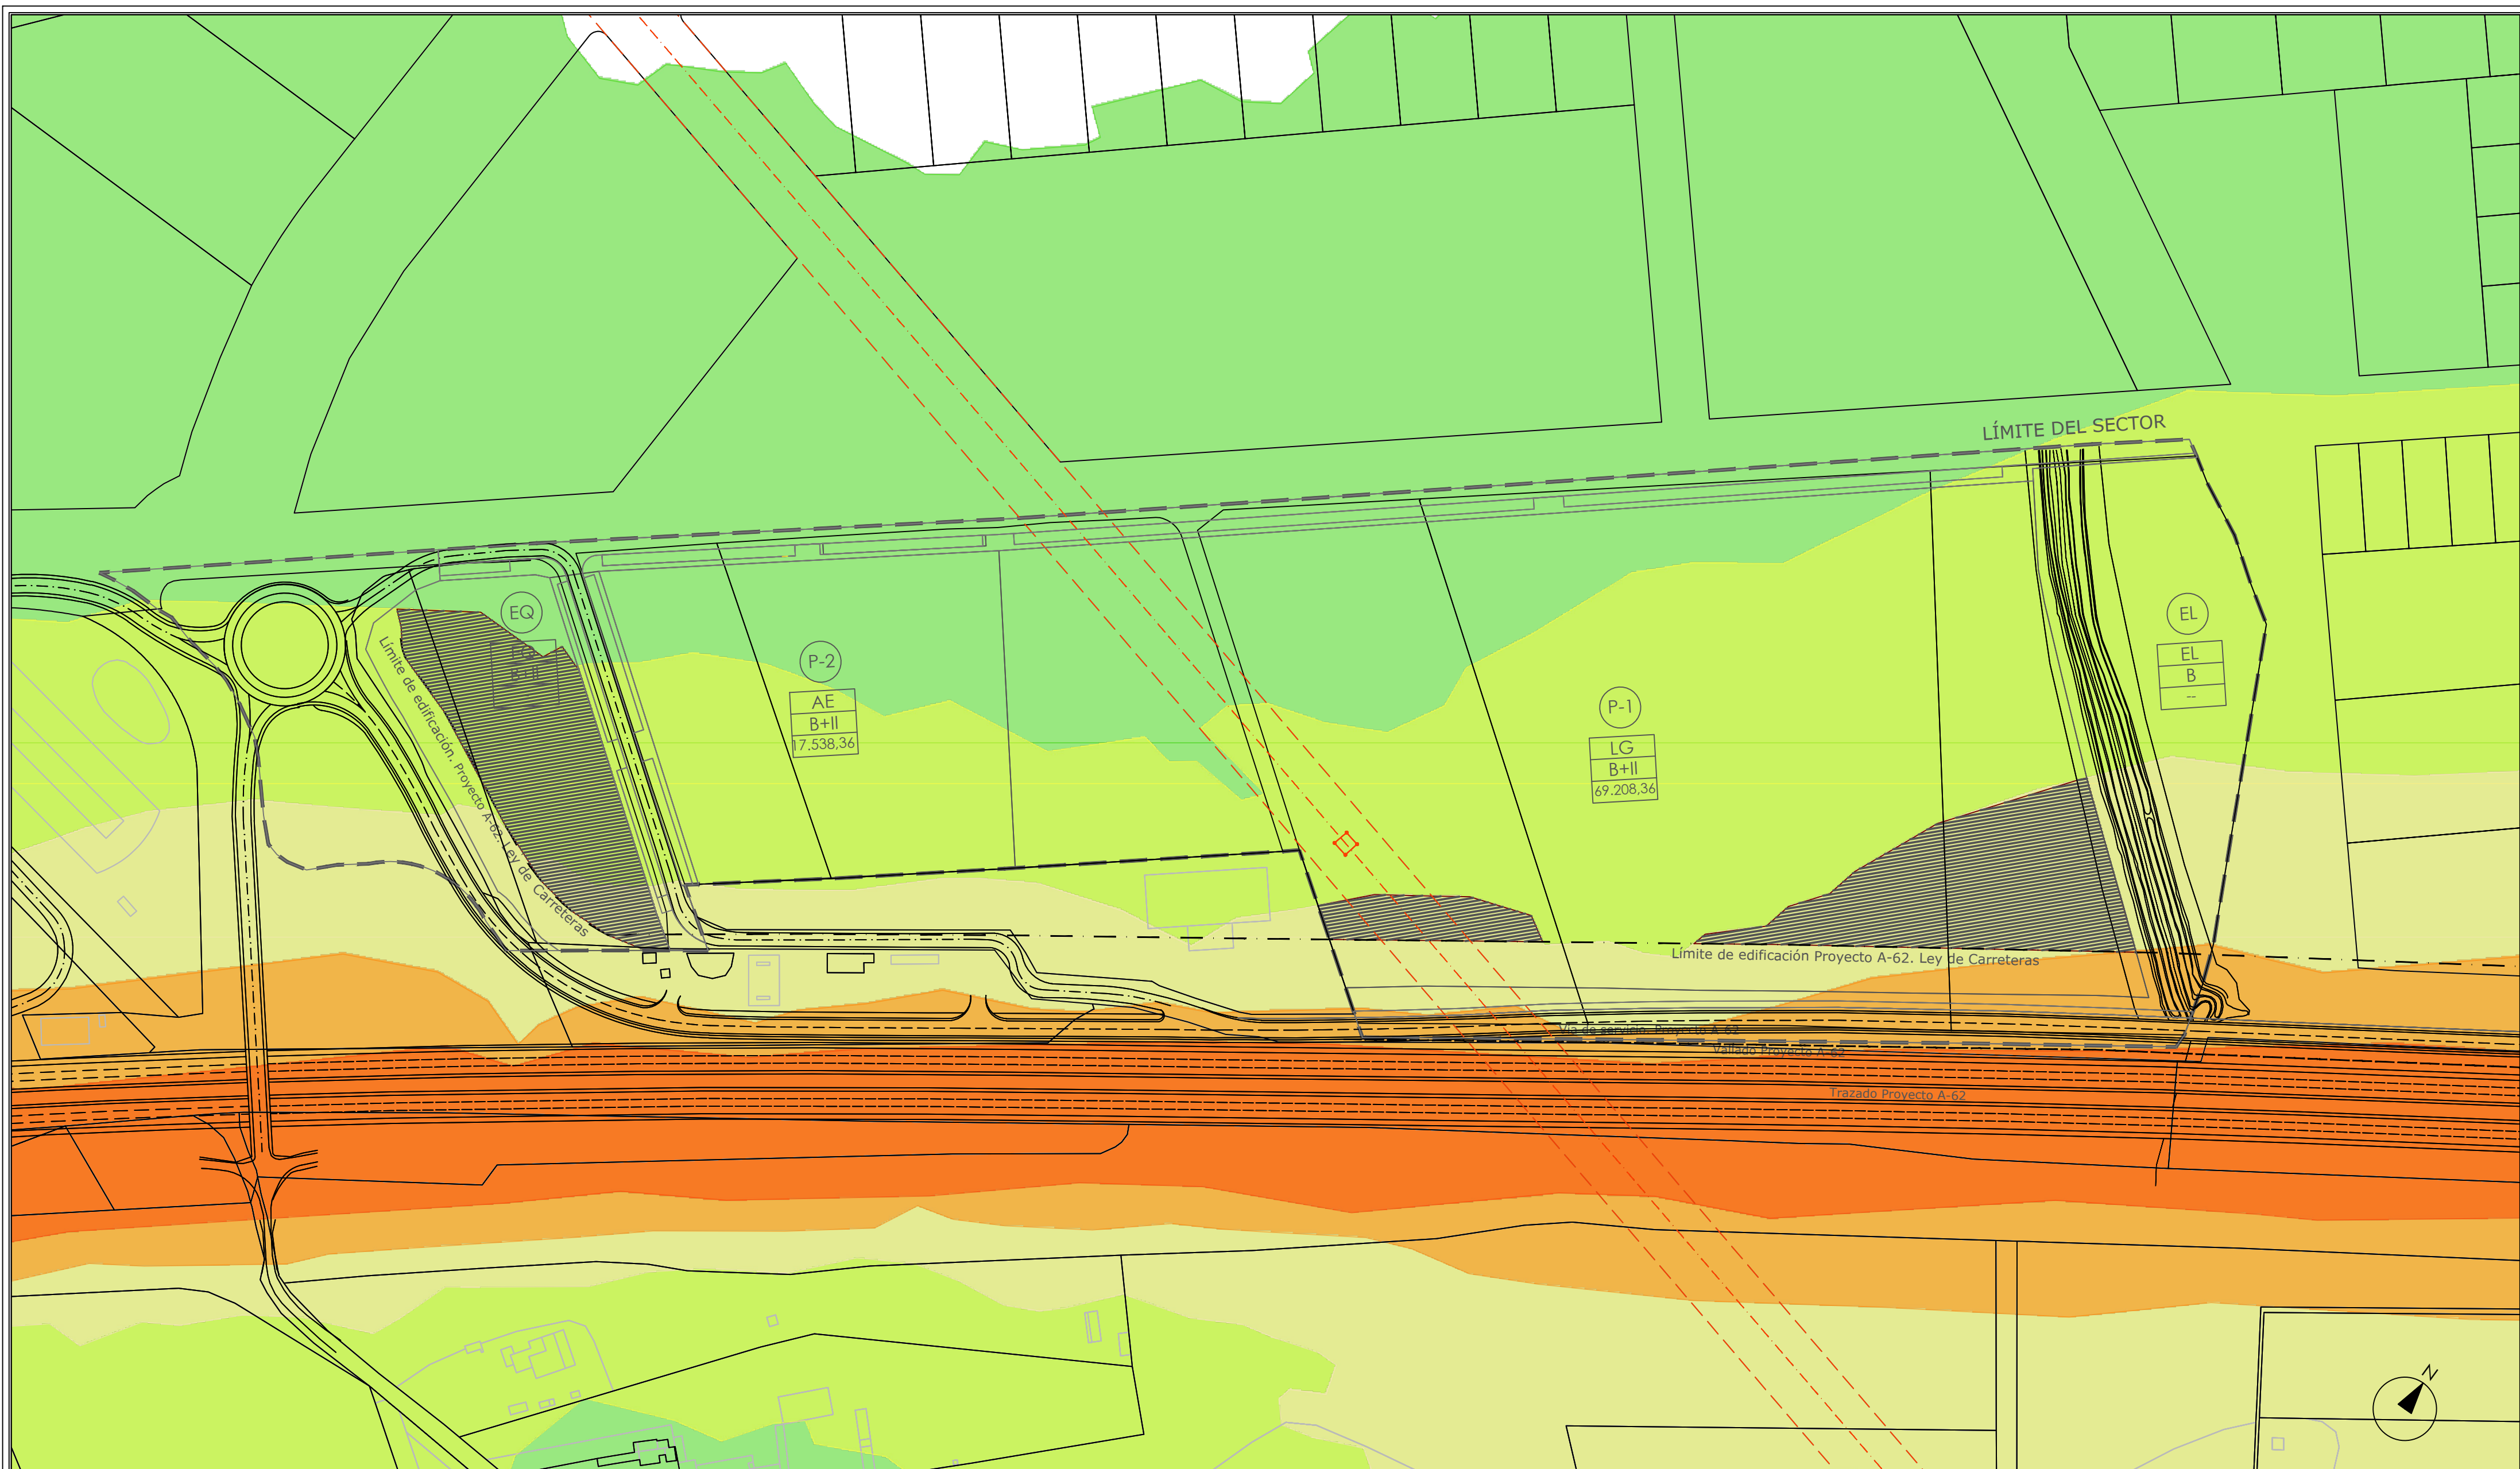 LÍMITE DEL SECTOR
EQ
EQ
B+II
P-2
AE
B+II
17.538,36
P-1
LG
B+II
69.208,36
EL
EL
B
--
Límite de edificación. Proyecto A-62. Ley de Carreteras
Límite de edificación Proyecto A-62. Ley de Carreteras
Vía de servicio. Proyecto A-62
Vallado Proyecto A-62
Trazado Proyecto A-62
N